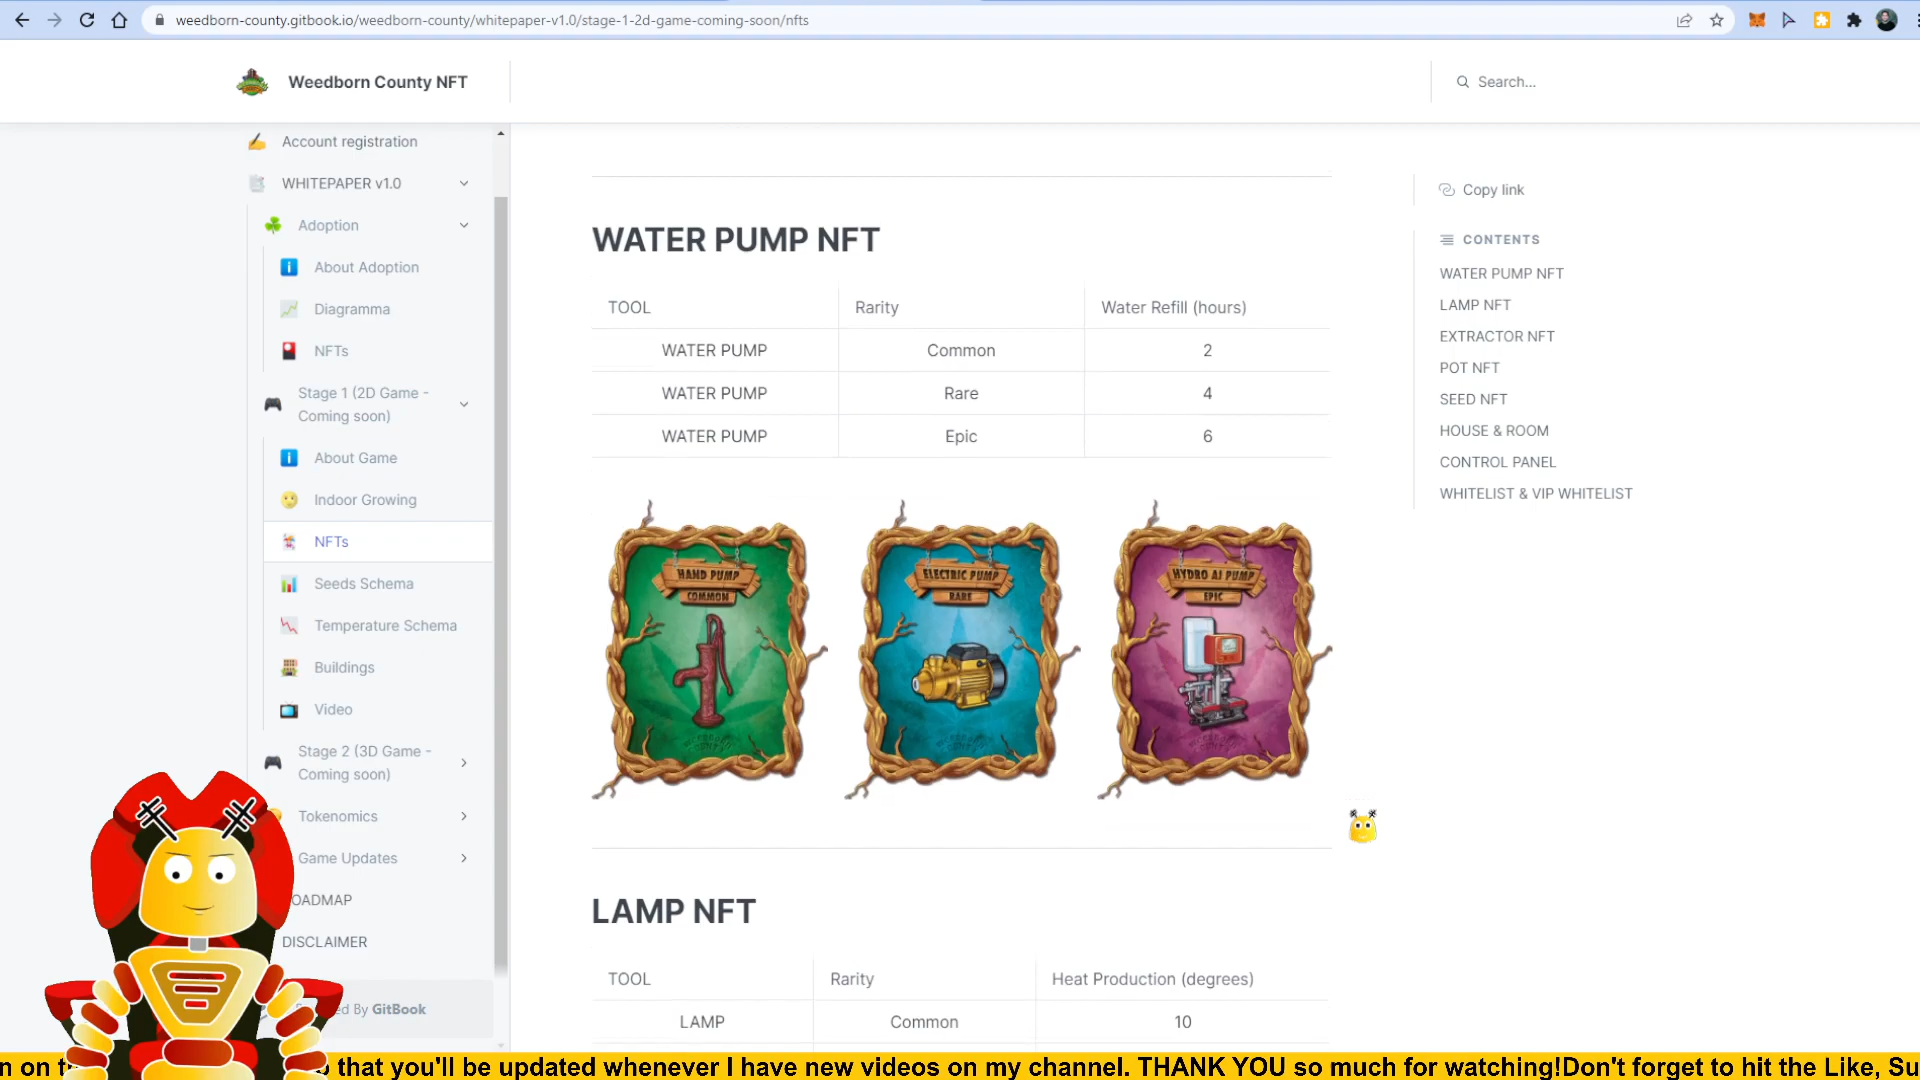 weedborn-county.gitbook.io/weedborn-county/whitepaper-v1.0/stage-1-2d-game-coming-soon/nfts
Weedborn County NFT
Search...
Account registration
WHITEPAPER v1.0
Adoption
About Adoption
Diagramma
NFTs
Stage 1 (2D Game -
Coming soon)
About Game
Indoor Growing
NFTs
Seeds Schema
Temperature Schema
Buildings
Video
Stage 2 (3D Game -
Coming soon)
Tokenomics
Game Updates
OADMAP
DISCLAIMER
ed By GitBook
WATER PUMP NFT
TOOL Rarity Water Refill (hours)
WATER PUMP Common 2
WATER PUMP Rare 4
WATER PUMP Epic 6
HAND PUMP
COMMON
ELECTRIC PUMP
RARE
HYDRO AI PUMP
EPIC
LAMP NFT
TOOL Rarity Heat Production (degrees)
LAMP Common 10
Copy link
CONTENTS
WATER PUMP NFT
LAMP NFT
EXTRACTOR NFT
POT NFT
SEED NFT
HOUSE & ROOM
CONTROL PANEL
WHITELIST & VIP WHITELIST
n on t that you'll be updated whenever I have new videos on my channel. THANK YOU so much for watching!Don't forget to hit the Like, Su